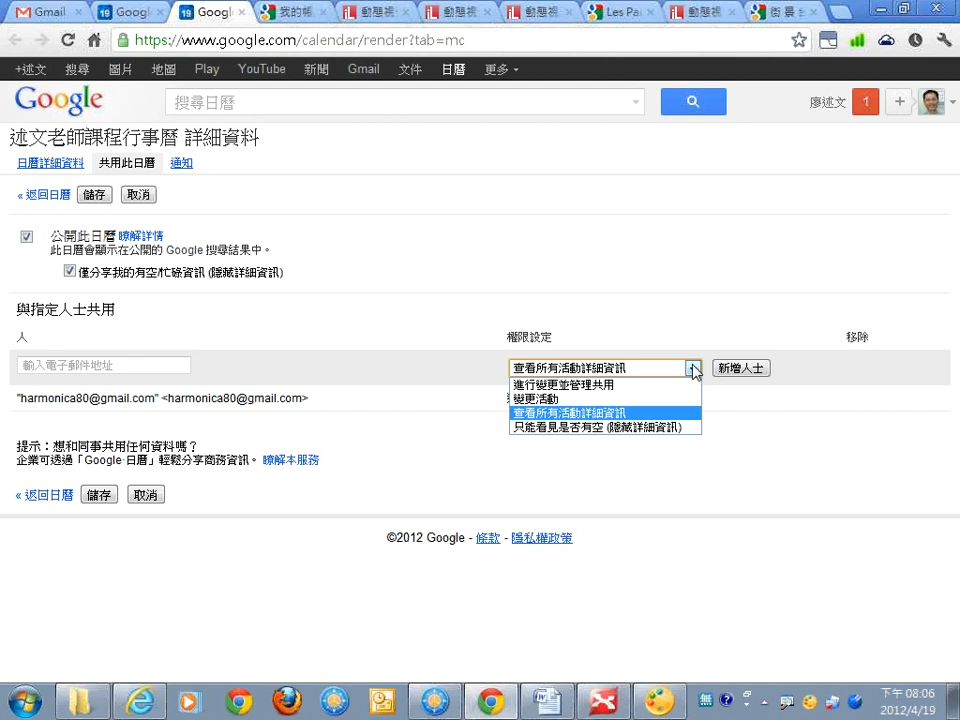 Gmail
Googl
Googl
我的帳
動態視
動態視
動態視
Les Pa
動態視
街 景
https://www.google.com/calendar/render?tab=mc
+述文 搜尋 圖片 地圖 Play YouTube 新聞 Gmail 文件 日曆 更多
Google
搜尋日曆
廖述文
1
+
述文老師課程行事曆 詳細資料
日曆詳細資料 共用此日曆 通知
« 返回日曆 儲存 取消
公開此日曆 瞭解詳情
此日曆會顯示在公開的 Google 搜尋結果中。
僅分享我的有空/忙碌資訊 (隱藏詳細資訊)
與指定人士共用
人 權限設定 移除
輸入電子郵件地址
查看所有活動詳細資訊
新增人士
進行變更並管理共用
變更活動
查看所有活動詳細資訊
只能看見是否有空 (隱藏詳細資訊)
"harmonica80@gmail.com" <harmonica80@gmail.com>
提示：想和同事共用任何資料嗎？
企業可透過「Google 日曆」輕鬆分享商務資訊。 瞭解本服務
« 返回日曆 儲存 取消
©2012 Google - 條款 - 隱私權政策
下午 08:06
2012/4/19